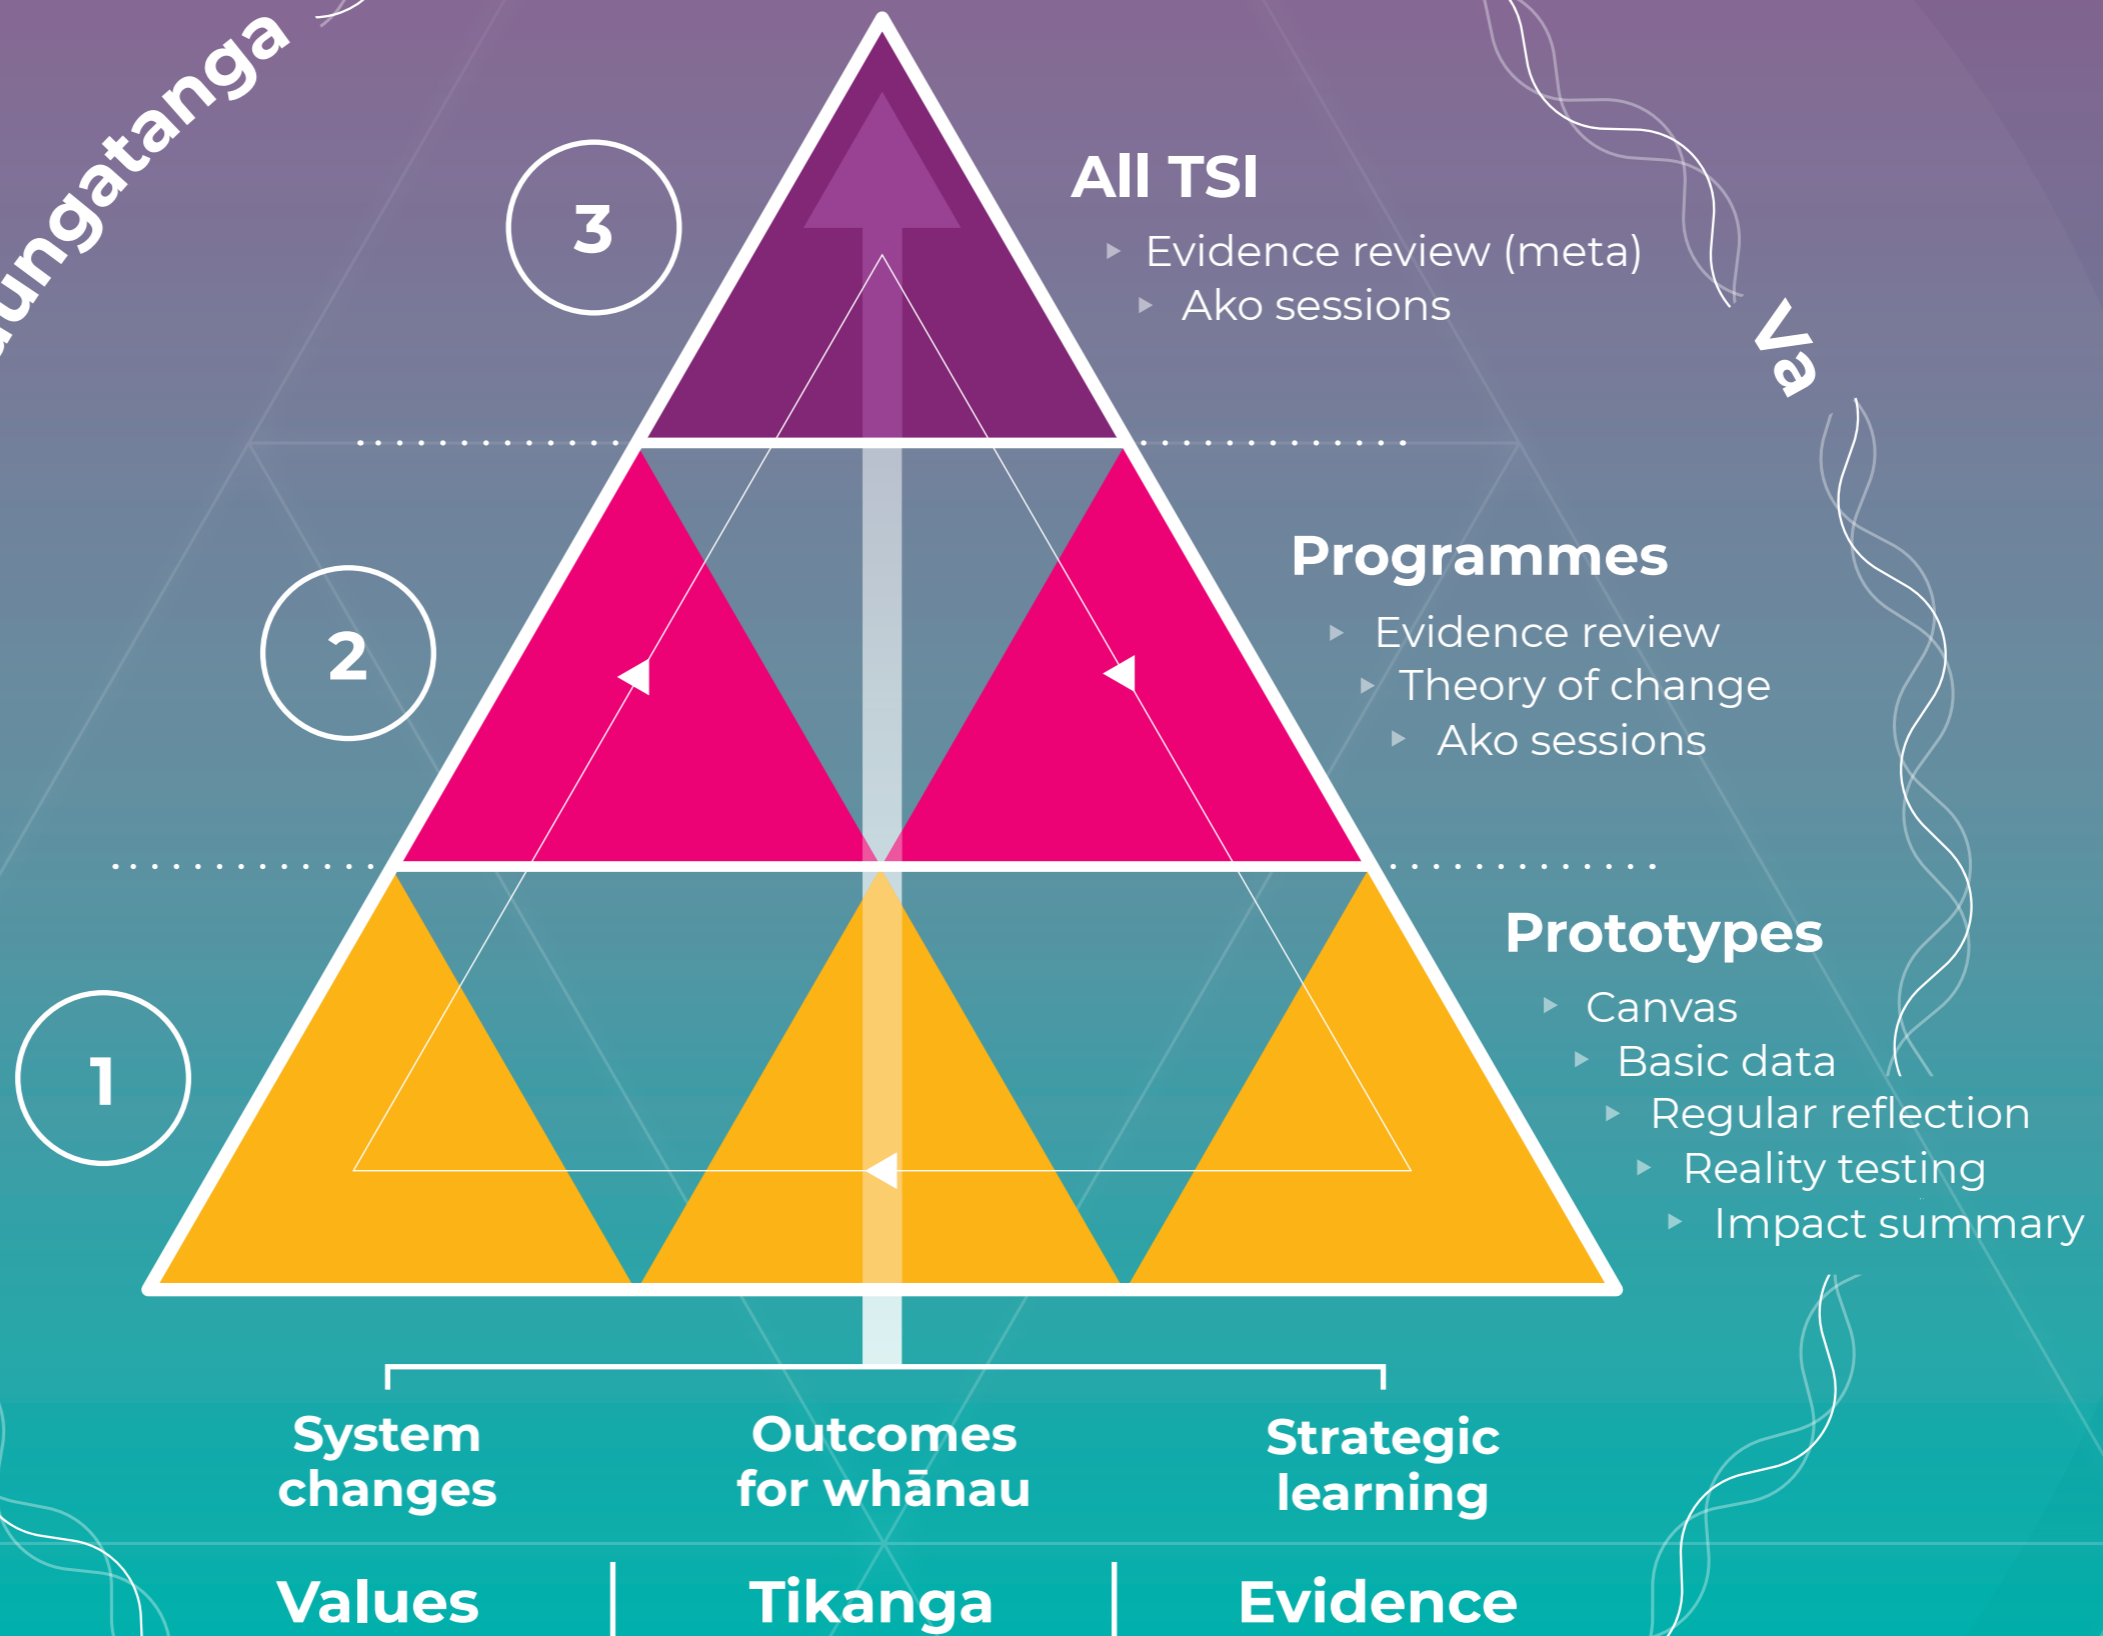 3
All TSI
Evidence review (meta)
Ako sessions
Va
2
Programmes
Evidence review
Theory of change
Ako sessions
1
Prototypes
Canvas
Basic data
Regular reflection
Reality testing
Impact summary
System
changes
Outcomes
for whānau
Strategic
learning
Values
Tikanga
Evidence